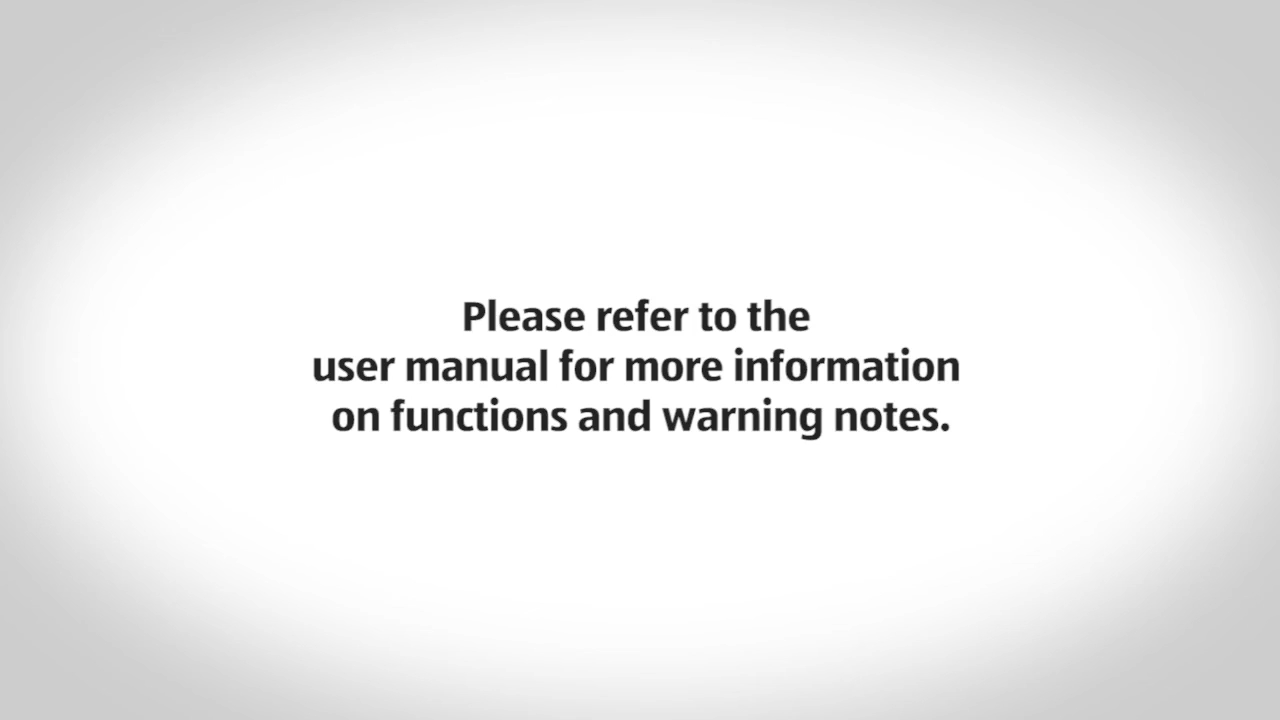 Please refer to the
user manual for more information
on functions and warning notes.